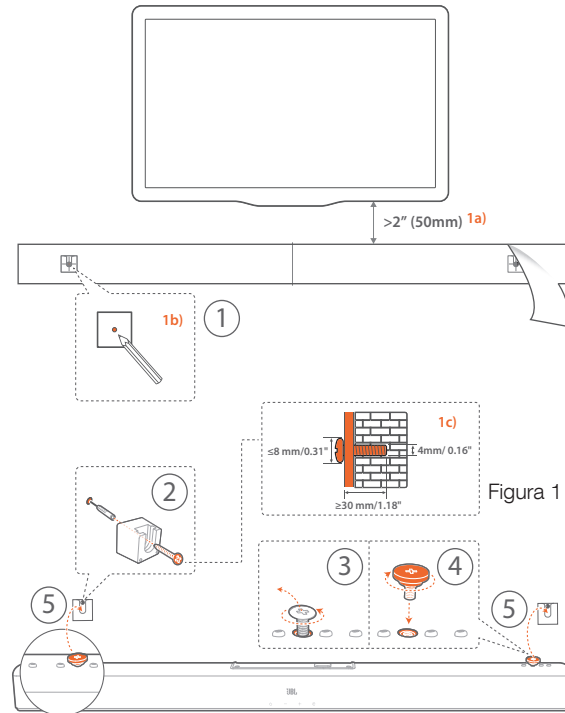 >2” (50mm) 1a)
1b)
1
1c)
≤8 mm/0.31"
4mm/ 0.16"
≥30 mm/1.18"
Figura 1
2
3
4
5
5
JBL